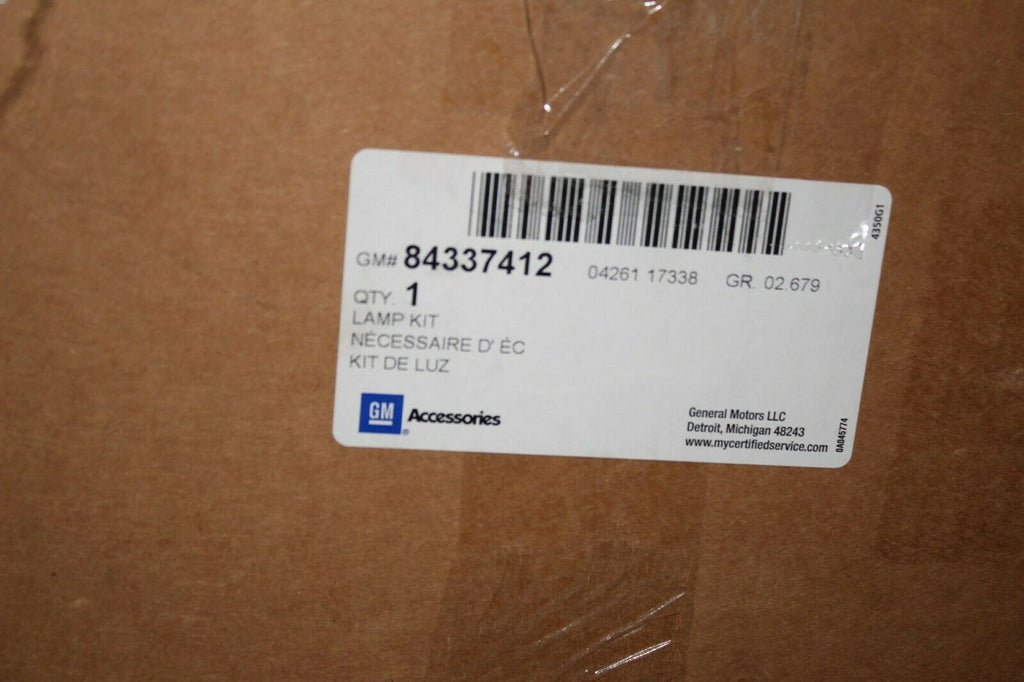 GM# 84337412 04261 17338 GR. 02.679
QTY. 1
LAMP KIT
NÉCESSAIRE D' ÉC
KIT DE LUZ
GM Accessories
General Motors LLC
Detroit, Michigan 48243
www.mycertifiedservice.com
4350G1
0A045774